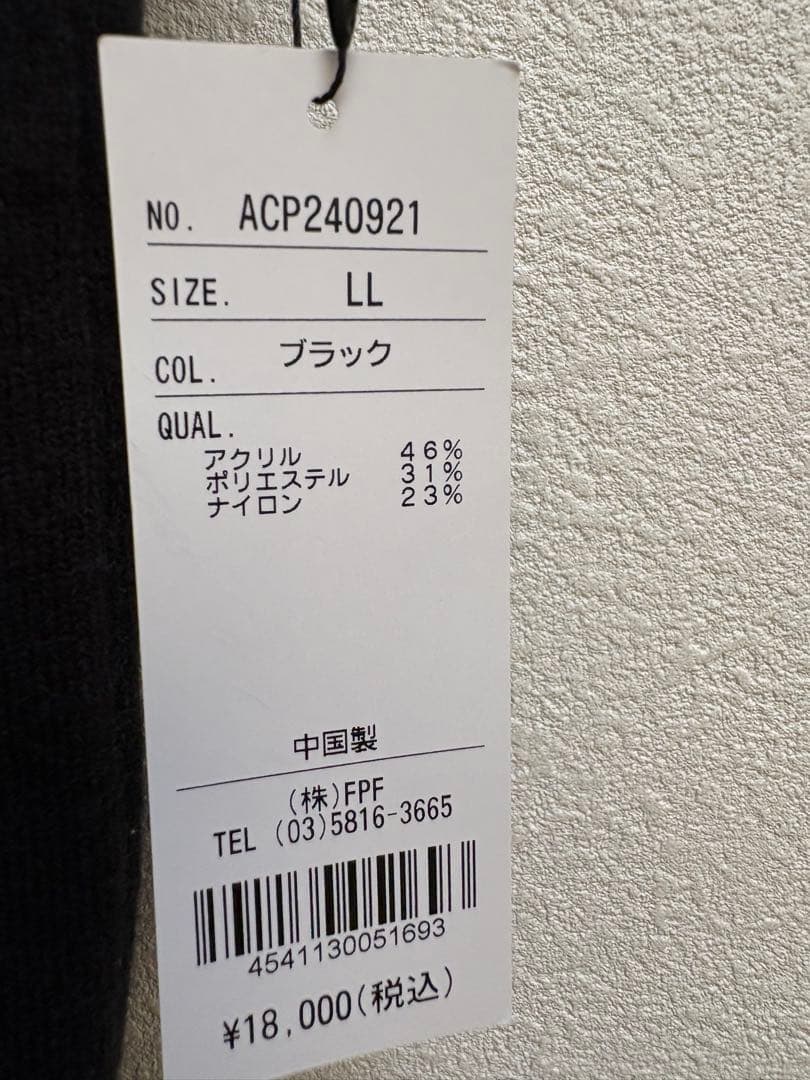 NO. ACP240921
SIZE. LL
COL. ブラック
QUAL.
アクリル 46%
ポリエステル 31%
ナイロン 23%
中国製
(株)FPF
TEL (03)5816-3665
4541130051693
¥18,000(税込)